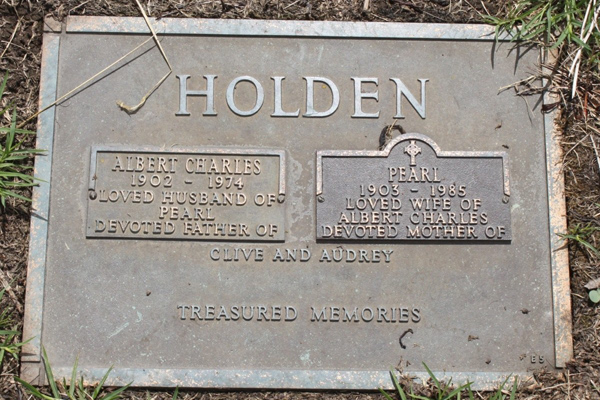 HOLDEN
ALBERT CHARLES
1902 - 1974
LOVED HUSBAND OF
PEARL
DEVOTED FATHER OF
PEARL
1903 - 1985
LOVED WIFE OF
ALBERT CHARLES
DEVOTED MOTHER OF
CLIVE AND AUDREY
TREASURED MEMORIES
E5